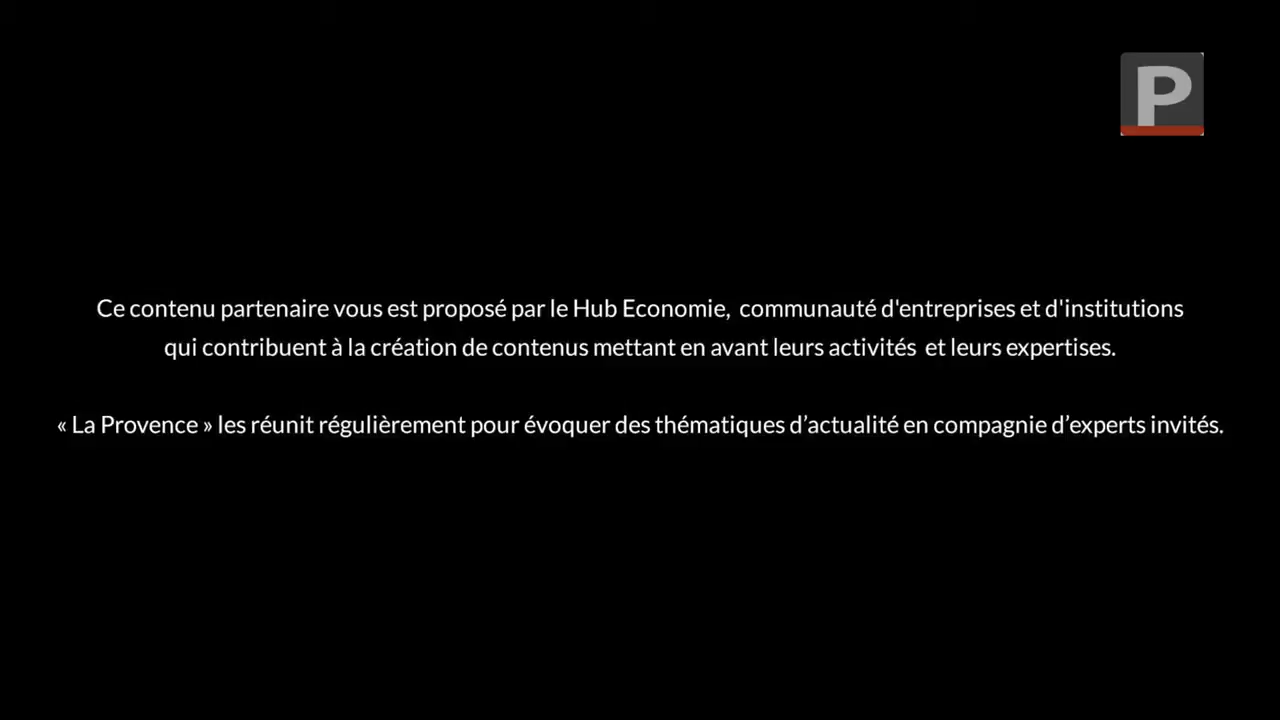 P
Ce contenu partenaire vous est proposé par le Hub Economie,  communauté d'entreprises et d'institutions
qui contribuent à la création de contenus mettant en avant leurs activités  et leurs expertises.
« La Provence » les réunit régulièrement pour évoquer des thématiques d’actualité en compagnie d’experts invités.